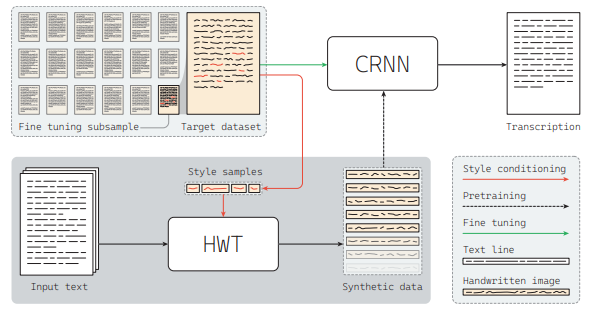 CRNN
Fine tuning subsample
Target dataset
Transcription
Style samples
HWT
Input text
Synthetic data
Style conditioning
Pretraining
Fine tuning
Text line
Handwritten image